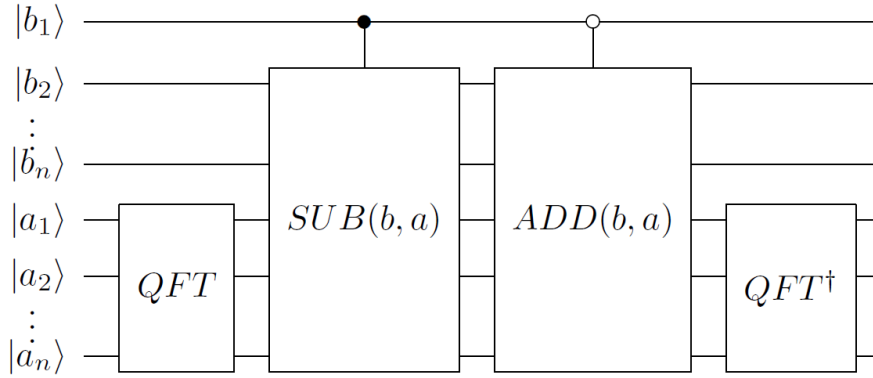 |b₁⟩
|b₂⟩
⋮
|bₙ⟩
|a₁⟩
|a₂⟩
⋮
|aₙ⟩
QFT
SUB(b, a)
ADD(b, a)
QFT†